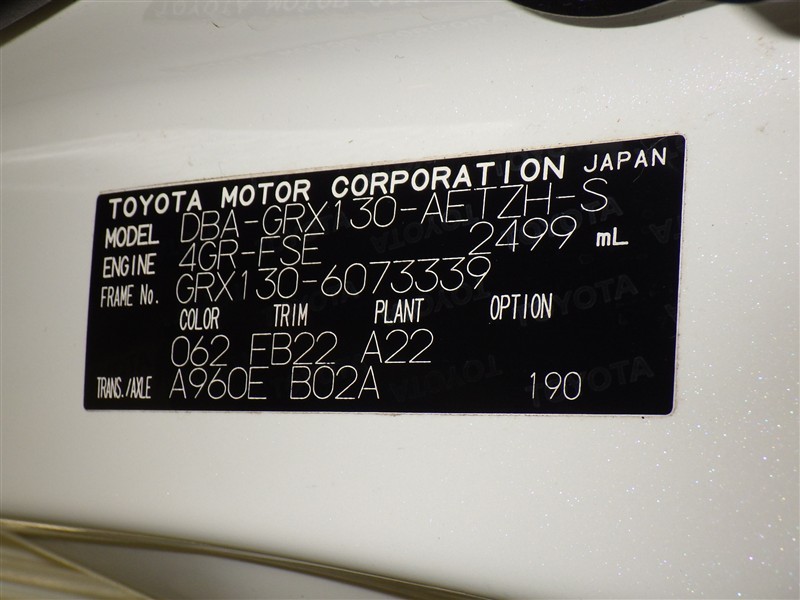 TOYOTA MOTOR CORPORATION JAPAN
MODEL DBA-GRX130-AETZH-S
ENGINE 4GR-FSE 2499 mL
FRAME No. GRX130-6073339
COLOR TRIM PLANT OPTION
062 FB22 A22
TRANS./AXLE A960E B02A 190